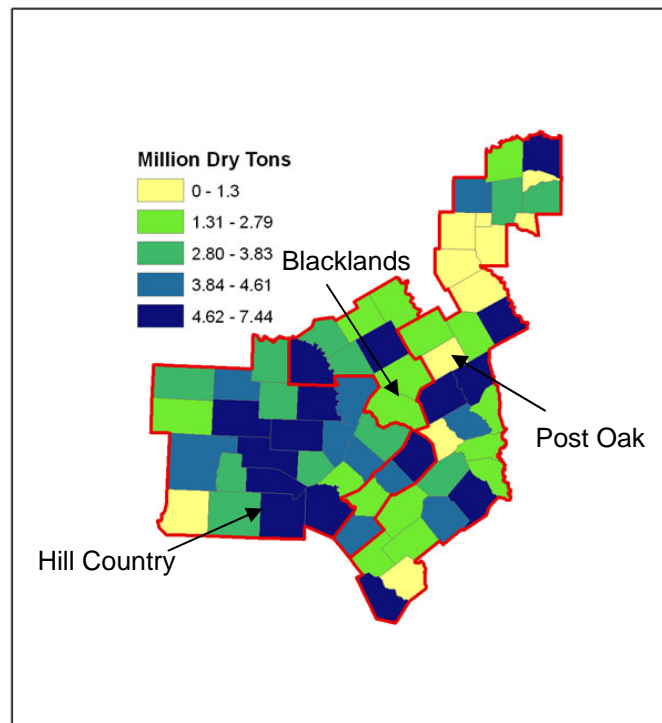 Million Dry Tons
0 - 1.3
1.31 - 2.79
2.80 - 3.83
3.84 - 4.61
4.62 - 7.44
Blacklands
Post Oak
Hill Country